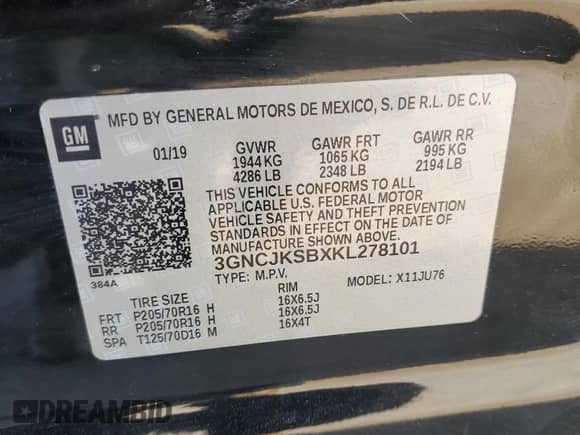 MFD BY GENERAL MOTORS DE MEXICO, S. DE R.L. DE C.V.
GM
01/19 GVWR GAWR FRT GAWR RR
1944 KG 1065 KG 995 KG
4286 LB 2348 LB 2194 LB
THIS VEHICLE CONFORMS TO ALL
APPLICABLE U.S. FEDERAL MOTOR
VEHICLE SAFETY AND THEFT PREVENTION
STANDARDS IN EFFECT ON THE DATE OF
MANUFACTURE SHOWN ABOVE.
3GNCJKSBXKL278101
384A
TYPE: M.P.V. MODEL: X11JU76
TIRE SIZE RIM
FRT P205/70R16 H 16X6.5J
RR P205/70R16 H 16X6.5J
SPA T125/70D16 M 16X4T
DREAMBID